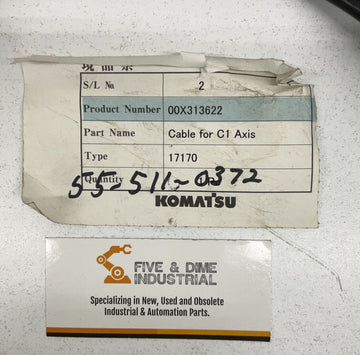 現品票
S/L № 2
Product Number 00X313622
Part Name Cable for C1 Axis
Type 17170
Quantity
55-511-0372
KOMATSU
FIVE & DIME
INDUSTRIAL
Specializing in New, Used and Obsolete
Industrial & Automation Parts.